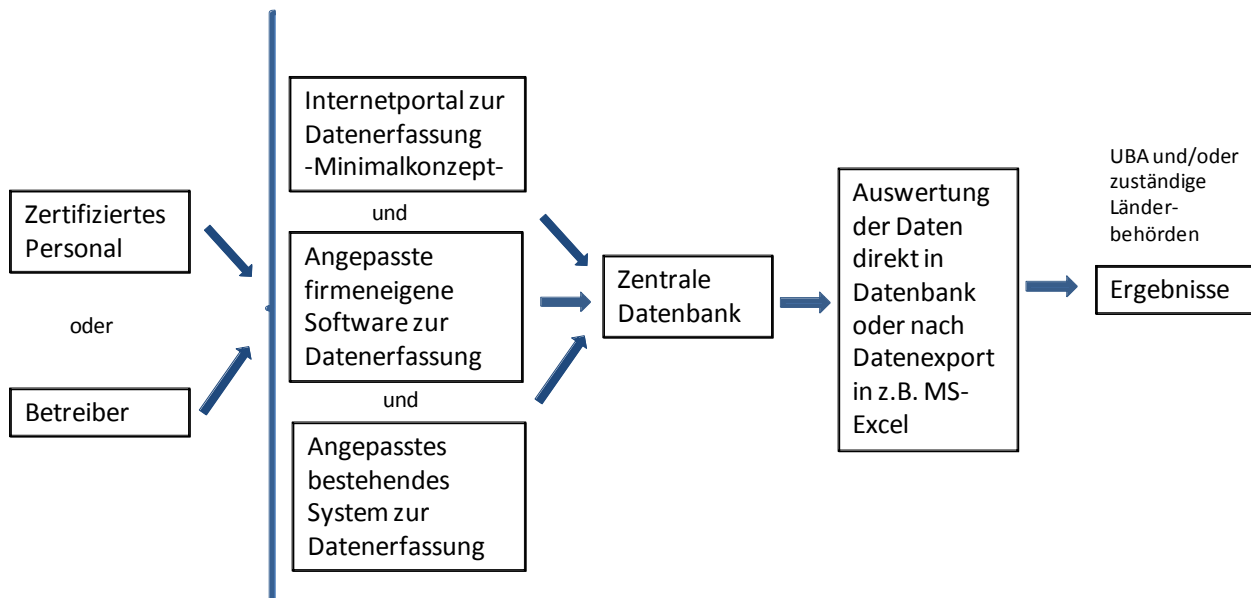 Zertifiziertes
Personal
oder
Betreiber
Internetportal zur
Datenerfassung
-Minimalkonzept-
und
Angepasste
firmeneigene
Software zur
Datenerfassung
und
Angepasstes
bestehendes
System zur
Datenerfassung
Zentrale
Datenbank
Auswertung
der Daten
direkt in
Datenbank
oder nach
Datenexport
in z.B. MS-
Excel
UBA und/oder
zuständige
Länder-
behörden
Ergebnisse